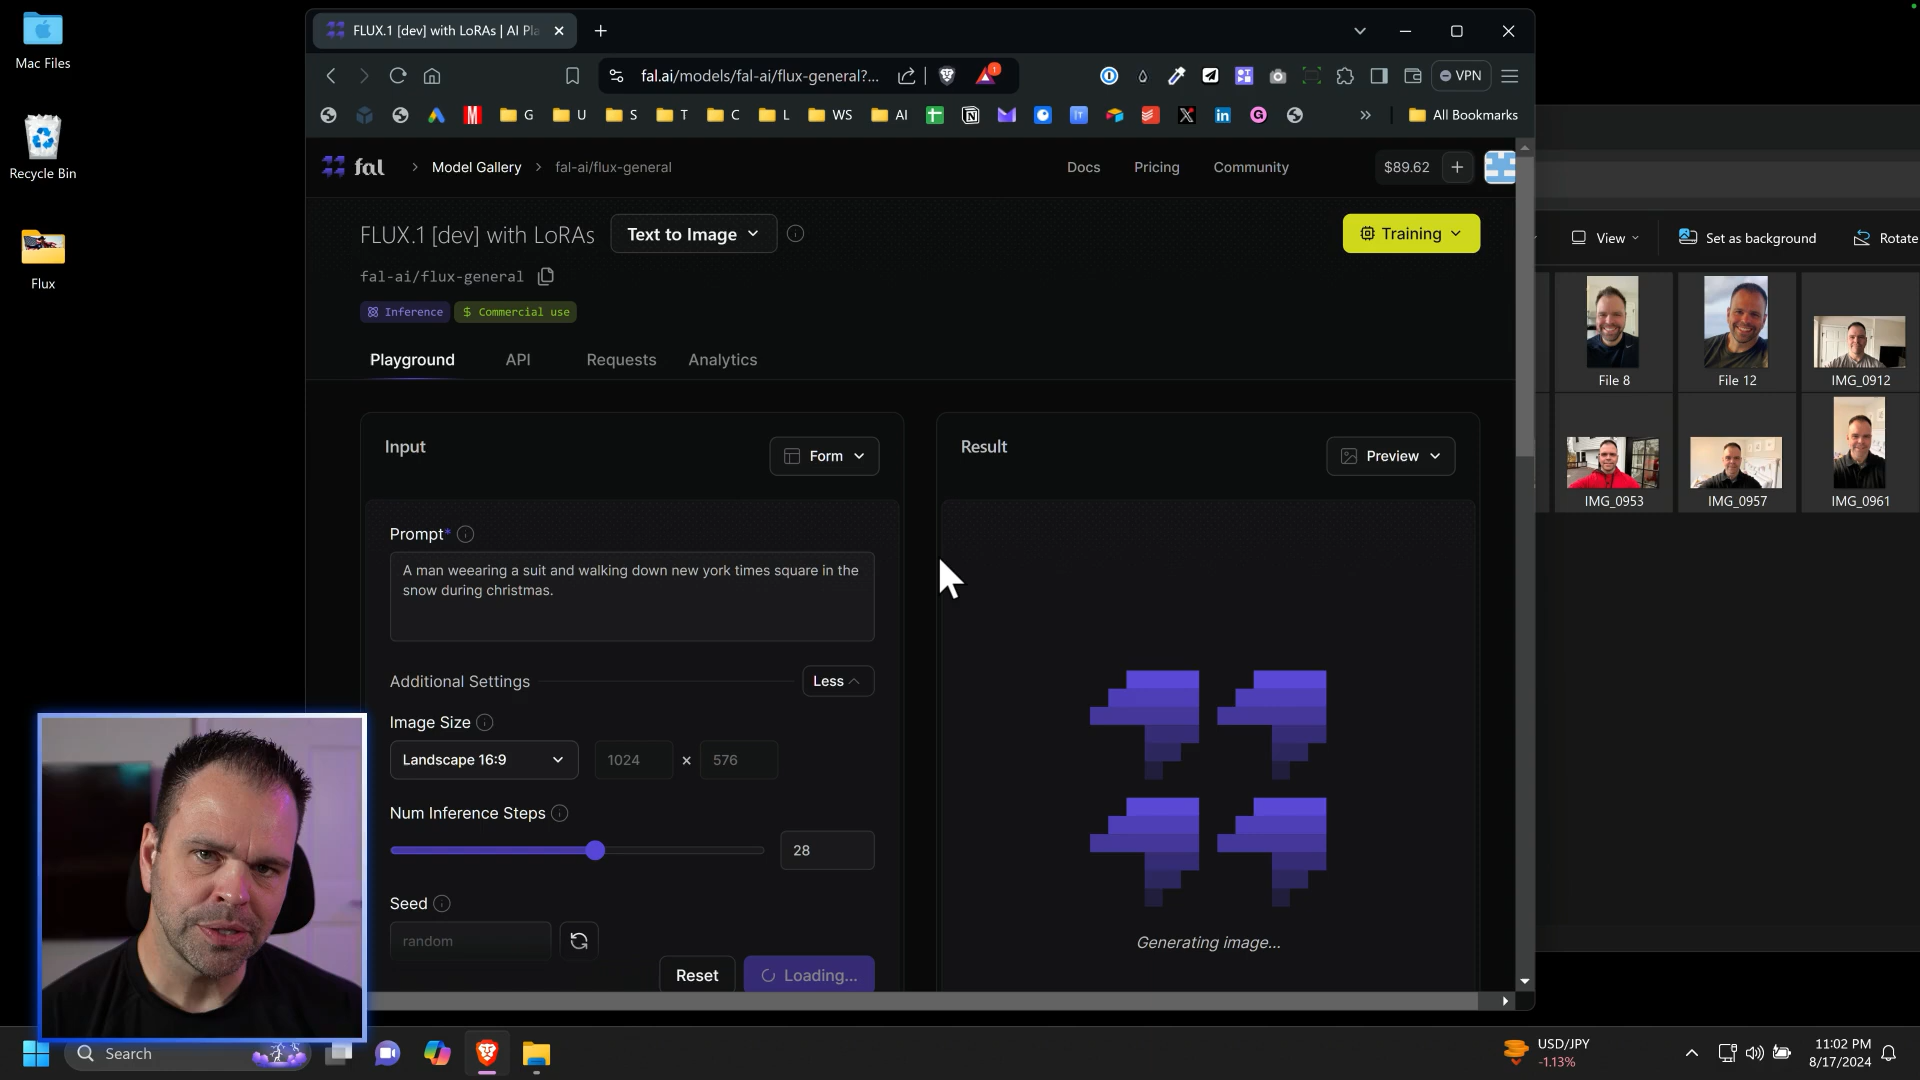 Mac Files
Recycle Bin
Flux
FLUX.1 [dev] with LoRAs | AI Pla
fal.ai/models/fal-ai/flux-general?...
1
VPN
M
G
U
S
T
C
L
WS
AI
All Bookmarks
fal
Model Gallery
fal-ai/flux-general
Docs
Pricing
Community
$89.62
FLUX.1 [dev] with LoRAs
Text to Image
Training
fal-ai/flux-general
Inference
$ Commercial use
Playground
API
Requests
Analytics
Input
Form
Result
Preview
Prompt*
A man weearing a suit and walking down new york times square in the
snow during christmas.
Additional Settings
Less
Image Size
Landscape 16:9
1024
×
576
Num Inference Steps
28
Seed
random
Reset
Loading...
Generating image...
View
Set as background
Rotate
File 8
File 12
IMG_0912
IMG_0953
IMG_0957
IMG_0961
Search
USD/JPY
-1.13%
11:02 PM
8/17/2024